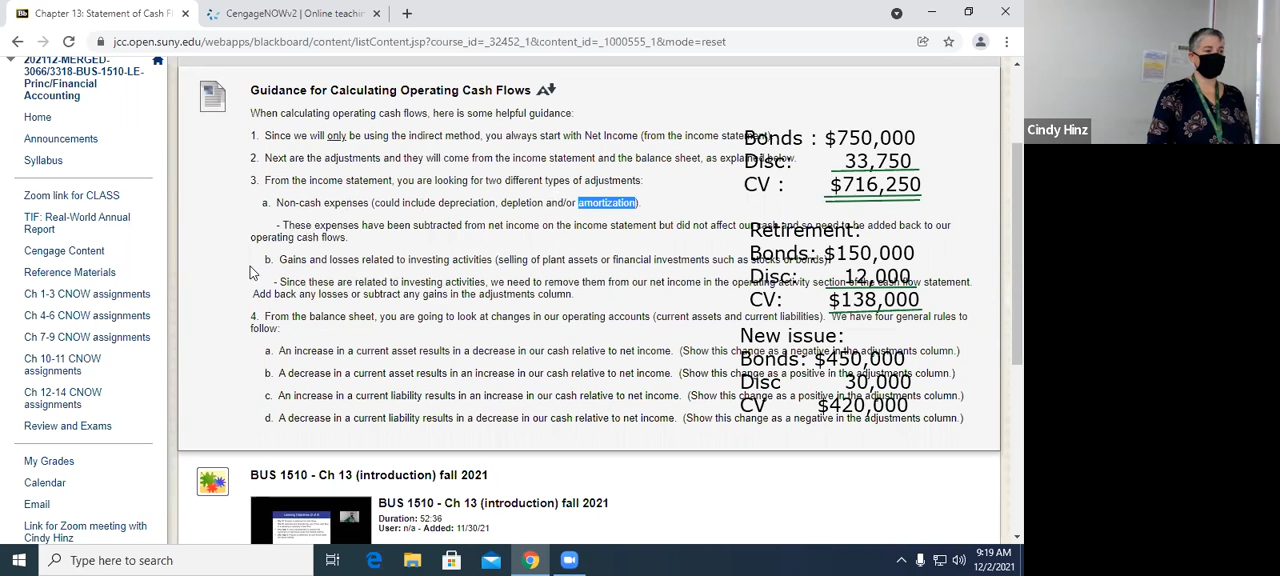 Chapter 13: Statement of Cash F
CengageNOWv2 | Online teachin
jcc.open.suny.edu/webapps/blackboard/content/listContent.jsp?course_id=_32452_1&content_id=_1000555_1&mode=reset
202112-MERGED-
3066/3318-BUS-1510-LE-
Princ/Financial
Accounting
Home
Announcements
Syllabus
Zoom link for CLASS
TIF: Real-World Annual
Report
Cengage Content
Reference Materials
Ch 1-3 CNOW assignments
Ch 4-6 CNOW assignments
Ch 7-9 CNOW assignments
Ch 10-11 CNOW
assignments
Ch 12-14 CNOW
assignments
Review and Exams
My Grades
Calendar
Email
Link for Zoom meeting with
Cindy Hinz
Guidance for Calculating Operating Cash Flows
When calculating operating cash flows, here is some helpful guidance:
1. Since we will only be using the indirect method, you always start with Net Income (from the income statement).
2. Next are the adjustments and they will come from the income statement and the balance sheet, as explained below.
3. From the income statement, you are looking for two different types of adjustments:
a. Non-cash expenses (could include depreciation, depletion and/or amortization).
- These expenses have been subtracted from net income on the income statement but did not affect our cash and so need to be added back to our
operating cash flows.
b. Gains and losses related to investing activities (selling of plant assets or financial investments such as stocks or bonds).
- Since these are related to investing activities, we need to remove them from our net income in the operating activity section of the cash flow statement.
Add back any losses or subtract any gains in the adjustments column.
4. From the balance sheet, you are going to look at changes in our operating accounts (current assets and current liabilities). We have four general rules to
follow:
a. An increase in a current asset results in a decrease in our cash relative to net income. (Show this change as a negative in the adjustments column.)
b. A decrease in a current asset results in an increase in our cash relative to net income. (Show this change as a positive in the adjustments column.)
c. An increase in a current liability results in an increase in our cash relative to net income. (Show this change as a positive in the adjustments column.)
d. A decrease in a current liability results in a decrease in our cash relative to net income. (Show this change as a negative in the adjustments column.)
Bonds : $750,000
Disc: 33,750
CV : $716,250
Retirement:
Bonds: $150,000
Disc: 12,000
CV: $138,000
New issue:
Bonds: $450,000
Disc 30,000
CV $420,000
BUS 1510 - Ch 13 (introduction) fall 2021
BUS 1510 - Ch 13 (introduction) fall 2021
Duration: 52:36
User: n/a - Added: 11/30/21
Cindy Hinz
Type here to search
9:19 AM
12/2/2021